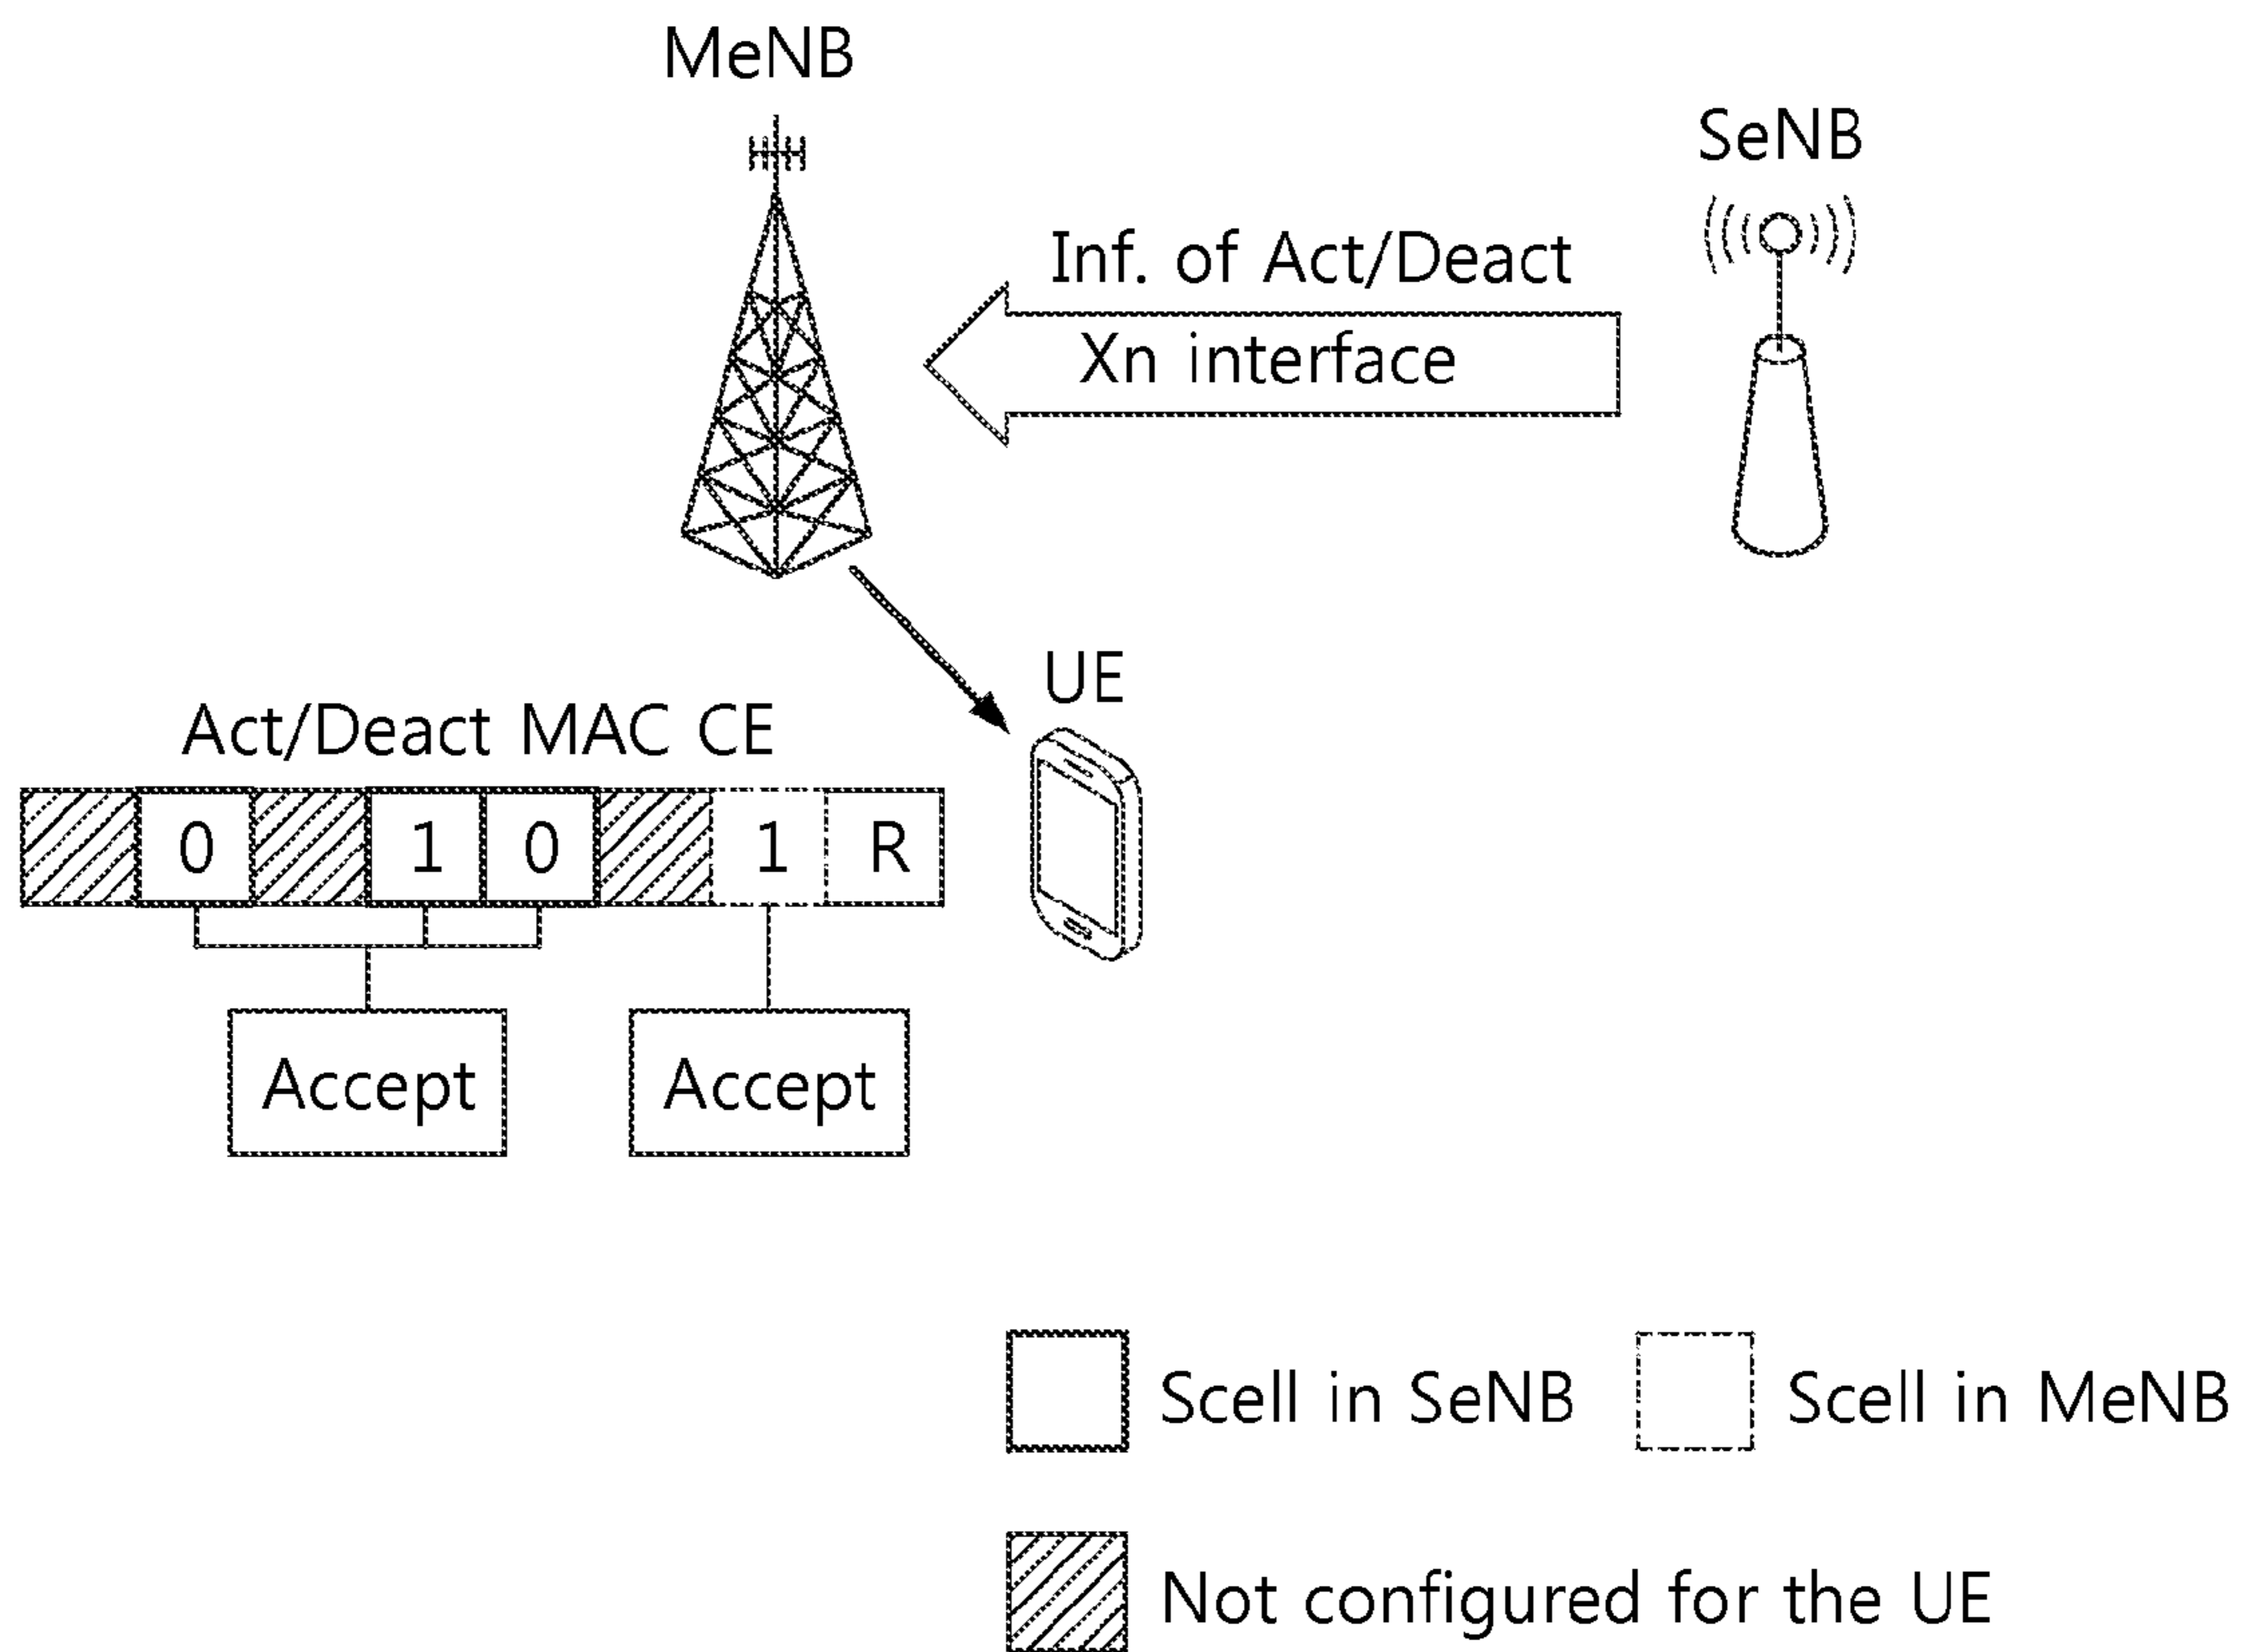 MeNB
SeNB
Inf. of Act/Deact
Xn interface
UE
Act/Deact MAC CE
0 1 0 1 R
Accept Accept
Scell in SeNB Scell in MeNB
Not configured for the UE